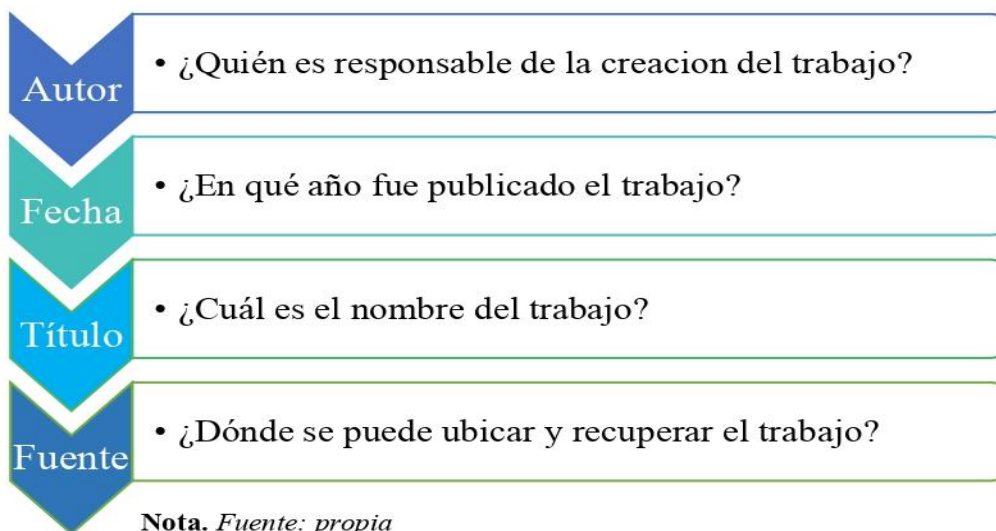 Autor
• ¿Quién es responsable de la creacion del trabajo?
Fecha
• ¿En qué año fue publicado el trabajo?
Título
• ¿Cuál es el nombre del trabajo?
Fuente
• ¿Dónde se puede ubicar y recuperar el trabajo?
Nota. Fuente: propia